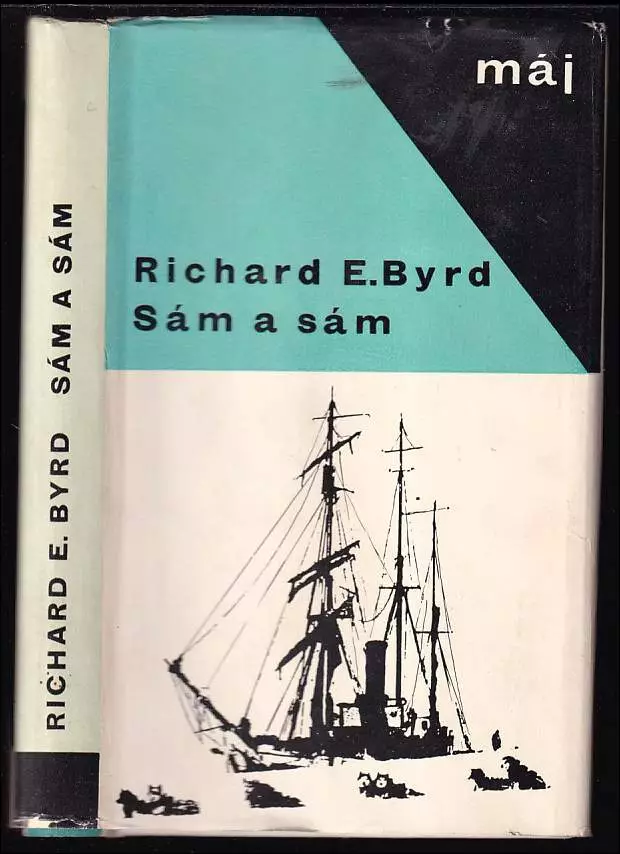 máj
Richard E. Byrd
Sám a sám
RICHARD E. BYRD SÁM A SÁM